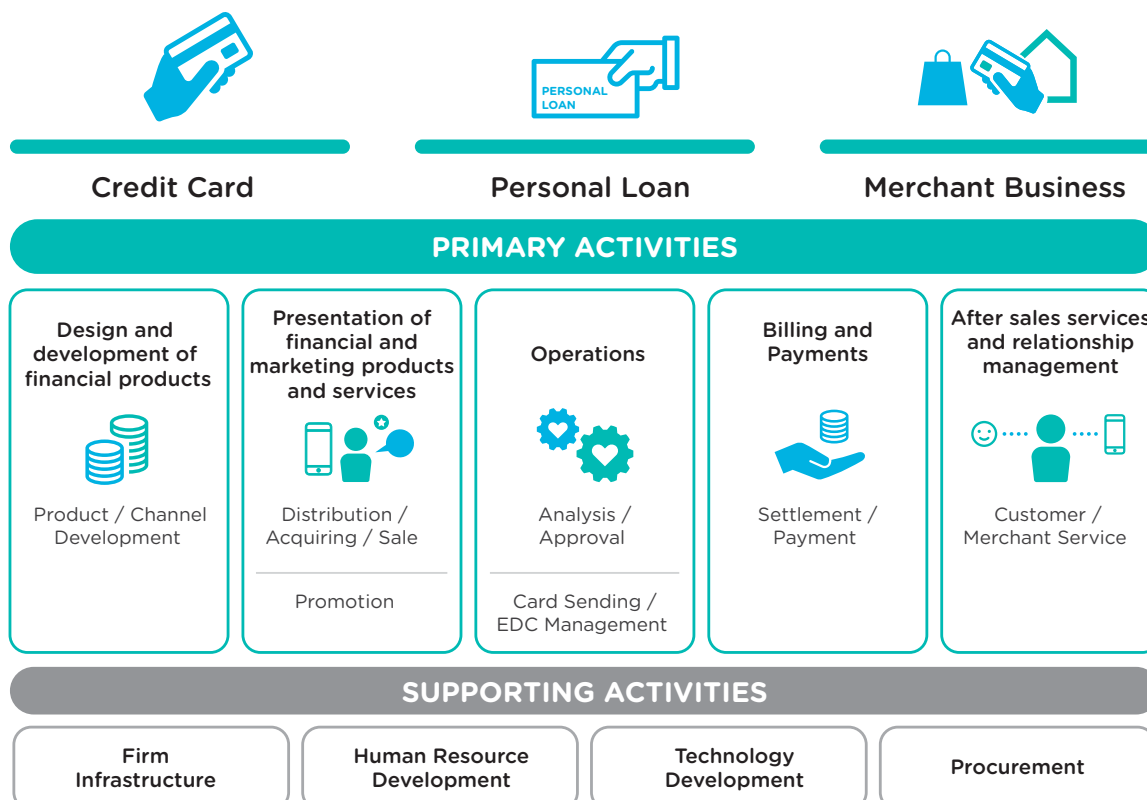 PERSONAL
LOAN
Credit Card
Personal Loan
Merchant Business
PRIMARY ACTIVITIES
Design and
development of
financial products
Product / Channel
Development
Presentation of
financial and
marketing products
and services
Distribution /
Acquiring / Sale
Promotion
Operations
Analysis /
Approval
Card Sending /
EDC Management
Billing and
Payments
Settlement /
Payment
After sales services
and relationship
management
Customer /
Merchant Service
SUPPORTING ACTIVITIES
Firm
Infrastructure
Human Resource
Development
Technology
Development
Procurement